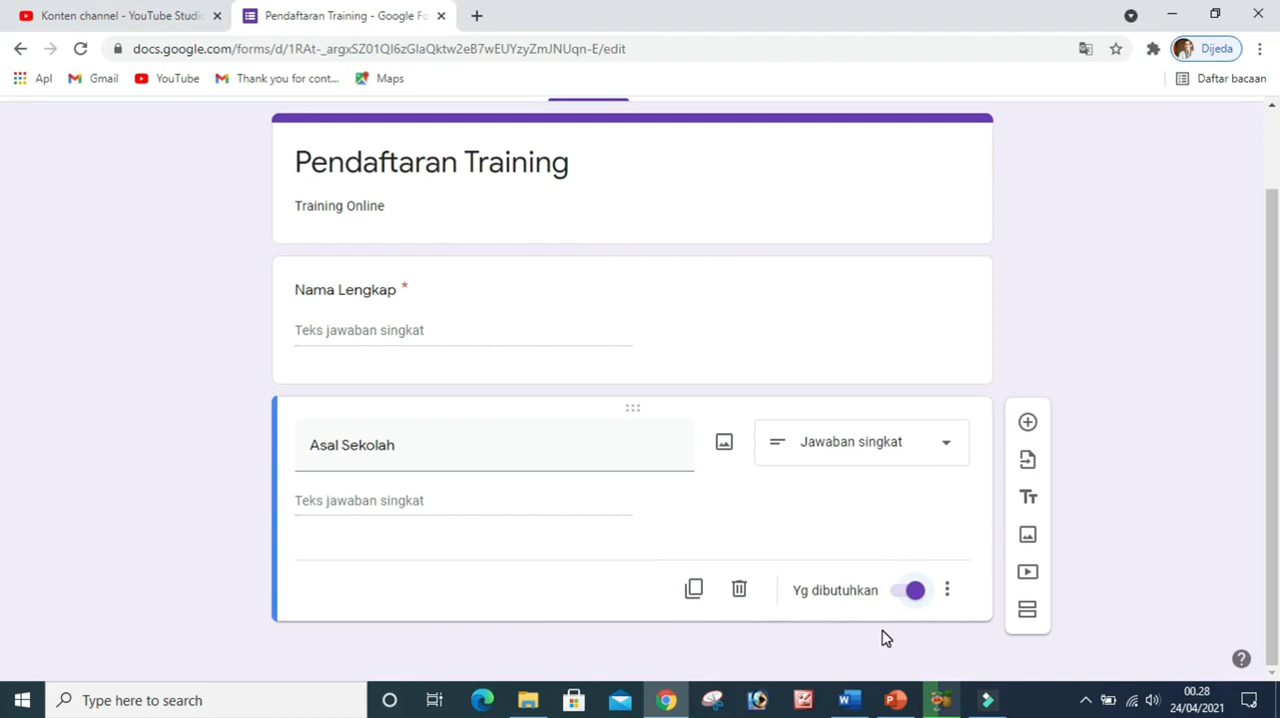 Konten channel - YouTube Studio
Pendaftaran Training - Google Fo
docs.google.com/forms/d/1RAt-_argxSZ01QI6zGlaQktw2eB7wEUYzyZmJNUqn-E/edit
Dijeda
Apl
Gmail
YouTube
Thank you for cont...
Maps
Daftar bacaan
Pendaftaran Training
Training Online
Nama Lengkap *
Teks jawaban singkat
Asal Sekolah
Jawaban singkat
Teks jawaban singkat
Yg dibutuhkan
Type here to search
00.28
24/04/2021